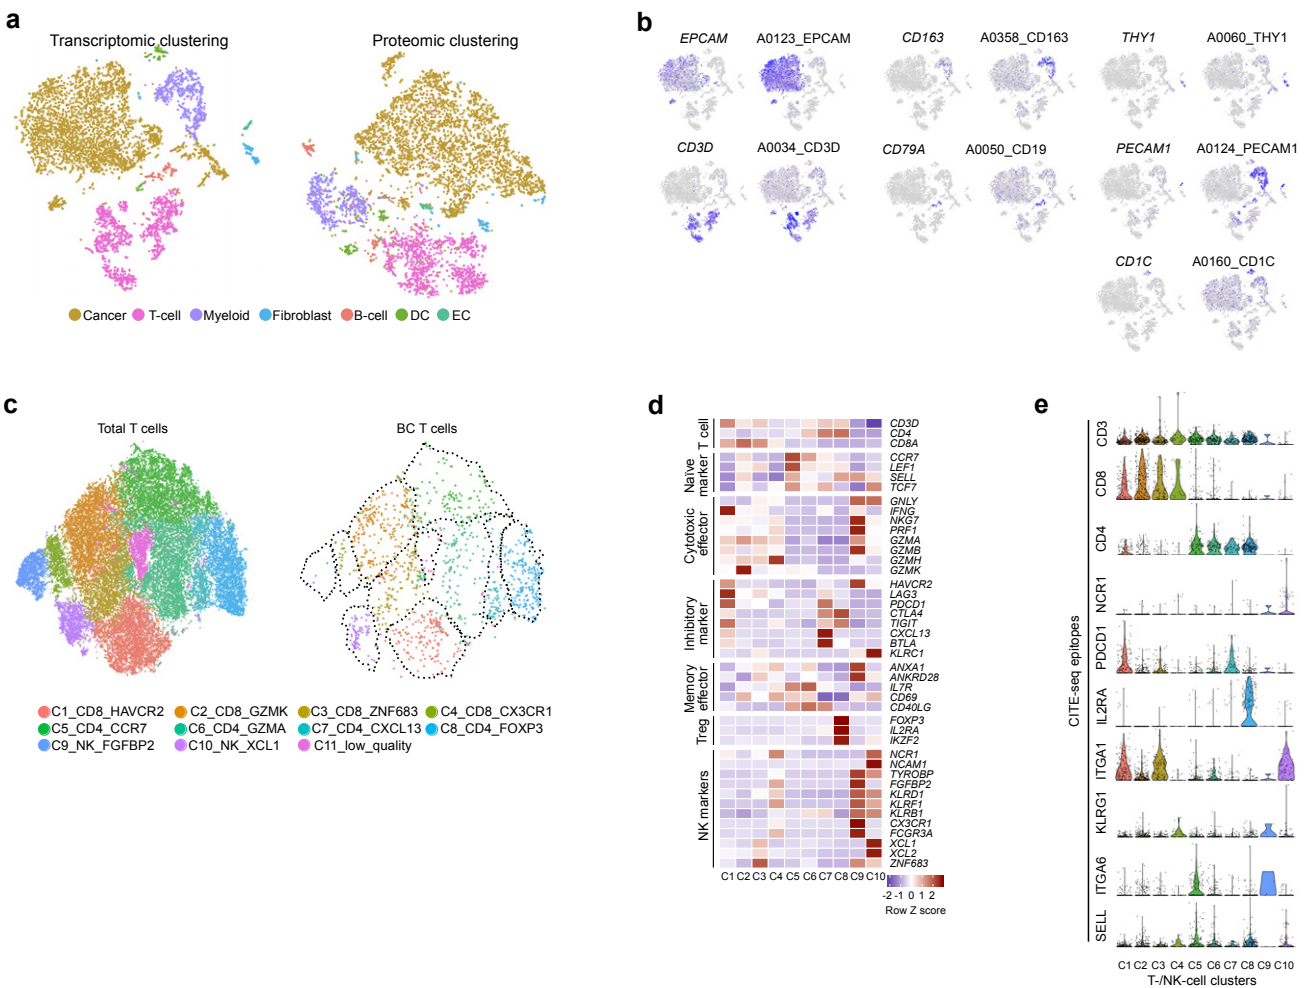 a
Transcriptomic clustering
Proteomic clustering
Cancer T-cell Myeloid Fibroblast B-cell DC EC
b
EPCAM A0123_EPCAM CD163 A0358_CD163 THY1 A0060_THY1
CD3D A0034_CD3D CD79A A0050_CD19 PECAM1 A0124_PECAM1
CD1C A0160_CD1C
c
Total T cells
BC T cells
C1_CD8_HAVCR2 C2_CD8_GZMK C3_CD8_ZNF683 C4_CD8_CX3CR1
C5_CD4_CCR7 C6_CD4_GZMA C7_CD4_CXCL13 C8_CD4_FOXP3
C9_NK_FGFBP2 C10_NK_XCL1 C11_low_quality
d
T cell
CD3D
CD4
CD8A
Naïve marker
CCR7
LEF1
SELL
TCF7
Cytotoxic effector
GNLY
IFNG
NKG7
PRF1
GZMA
GZMB
GZMH
GZMK
Inhibitory marker
HAVCR2
LAG3
PDCD1
CTLA4
TIGIT
CXCL13
BTLA
KLRC1
Memory effector
ANXA1
ANKRD28
IL7R
CD69
CD40LG
Treg
FOXP3
IL2RA
IKZF2
NK markers
NCR1
NCAM1
TYROBP
FGFBP2
KLRD1
KLRF1
KLRB1
CX3CR1
FCGR3A
XCL1
XCL2
ZNF683
C1 C2 C3 C4 C5 C6 C7 C8 C9 C10
-2 -1 0 1 2
Row Z score
e
CITE-seq epitoppes
CD3
CD8
CD4
NCR1
PDCD1
IL2RA
ITGA1
KLRG1
ITGA6
SELL
C1 C2 C3 C4 C5 C6 C7 C8 C9 C10
T-/NK-cell clusters